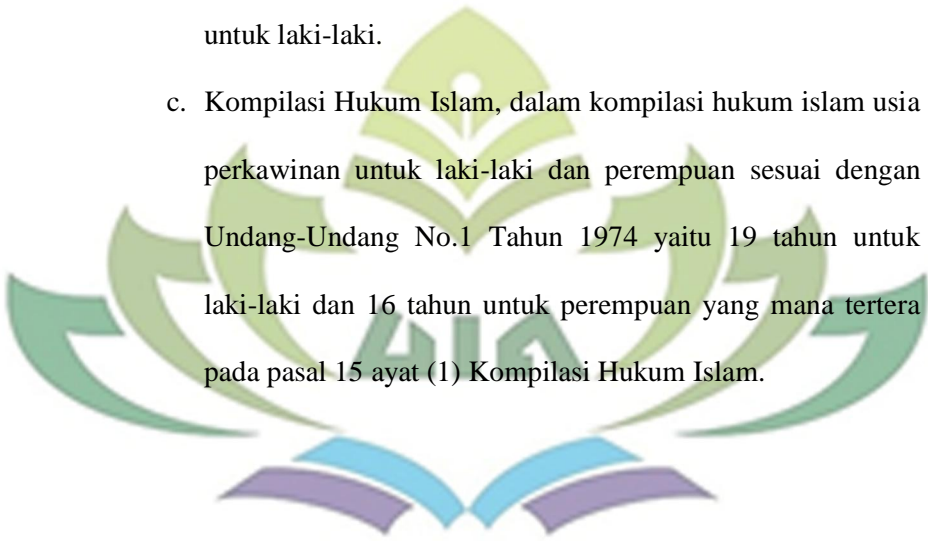 untuk laki-laki.
c. Kompilasi Hukum Islam, dalam kompilasi hukum islam usia
perkawinan untuk laki-laki dan perempuan sesuai dengan
Undang-Undang No.1 Tahun 1974 yaitu 19 tahun untuk
laki-laki dan 16 tahun untuk perempuan yang mana tertera
pada pasal 15 ayat (1) Kompilasi Hukum Islam.